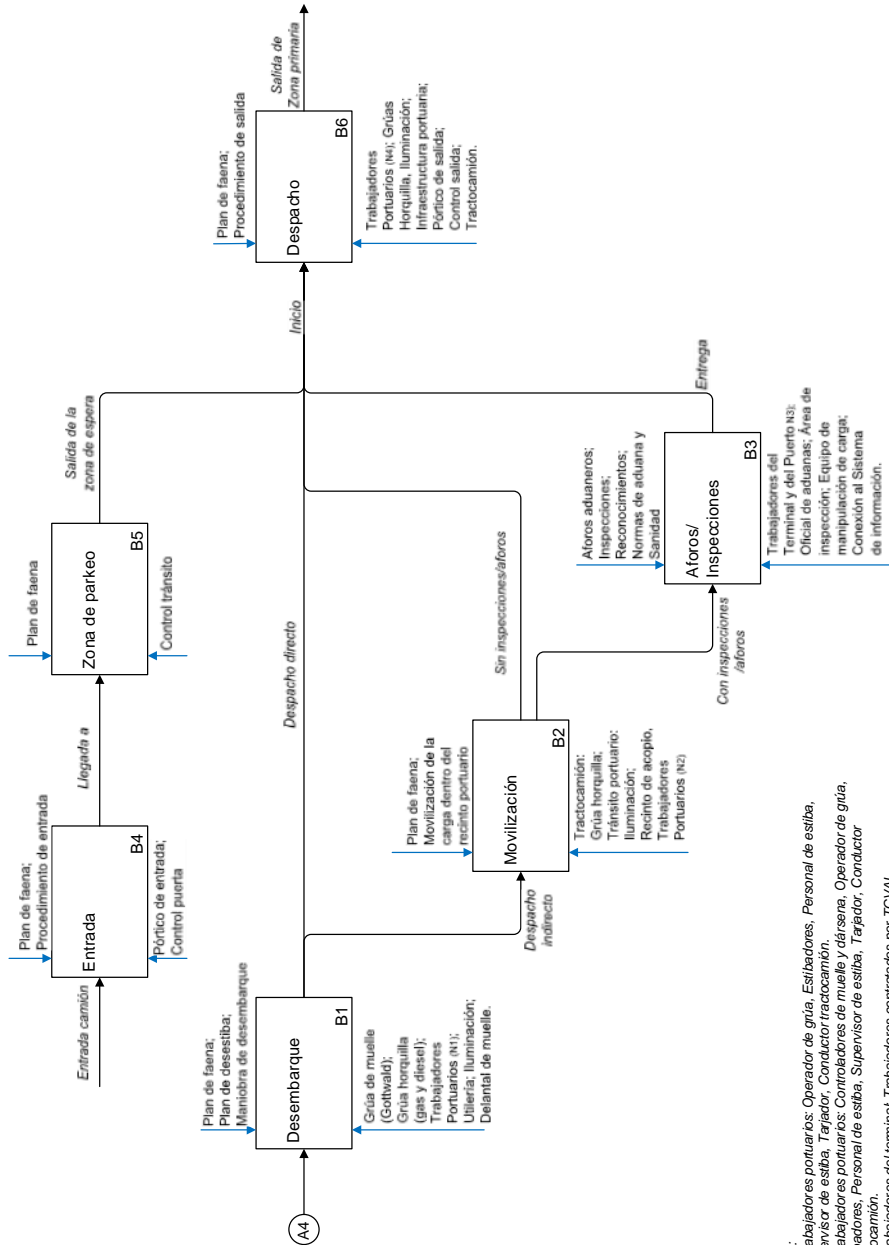 Entrada camión
Plan de faena;
Procedimiento de entrada
Entrada
B4
Pórtico de entrada;
Control puerta
Llegada a
Plan de faena
Zona de parkeo
B5
Control tránsito
Salida de la
zona de espera
A4
Plan de faena;
Plan de desestiba;
Maniobra de desembarque
Desembarque
B1
Grúa de muelle
(Gottwald);
Grúa horquilla
(gas y diesel);
Trabajadores
Portuarios (N1);
Utilería; Iluminación;
Delantal de muelle.
Despacho directo
Despacho
indirecto
Plan de faena;
Movilización de la
carga dentro del
recinto portuario
Movilización
B2
Tractocamión:
Grúa horquilla;
Tránsito portuario:
Iluminación;
Recinto de acopio,
Trabajadores
Portuarios (N2)
Sin inspecciones/aforos
Con inspecciones
/aforos
Aforos aduaneros;
Inspecciones;
Reconocimientos;
Normas de aduana y
Sanidad
Aforos/
Inspecciones
B3
Trabajadores del
Terminal y del Puerto N3);
Oficial de aduanas; Área de
inspección; Equipo de
manipulación de carga;
Conexión al Sistema
de información.
Entrega
Inicio
Plan de faena;
Procedimiento de salida
Despacho
B6
Trabajadores
Portuarios (N4); Grúas
Horquilla, Iluminación;
Infraestructura portuaria;
Pórtico de salida;
Control salida;
Tractocamión.
Salida de
Zona primaria
:
abajadores portuarios: Operador de grúa, Estibadores, Personal de estiba,
ervisor de estiba, Tarjador, Conductor tractocamión.
abajadores portuarios: Controladores de muelle y dársena, Operador de grúa,
badores, Personal de estiba, Supervisor de estiba, Tarjador, Conductor
ocamión.
abajadores del terminal: Trabajadores contratados por TCVAL